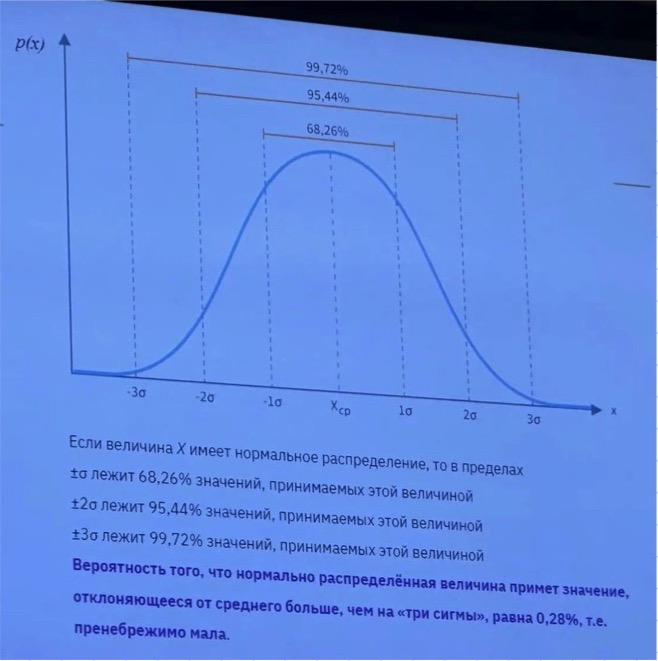 p(x)
99,72%
95,44%
68,26%
-3σ -2σ -1σ Xср 1σ 2σ 3σ x
Если величина X имеет нормальное распределение, то в пределах
±σ лежит 68,26% значений, принимаемых этой величиной
±2σ лежит 95,44% значений, принимаемых этой величиной
±3σ лежит 99,72% значений, принимаемых этой величиной
Вероятность того, что нормально распределённая величина примет значение,
отклоняющееся от среднего больше, чем на «три сигмы», равна 0,28%, т.е.
пренебрежимо мала.